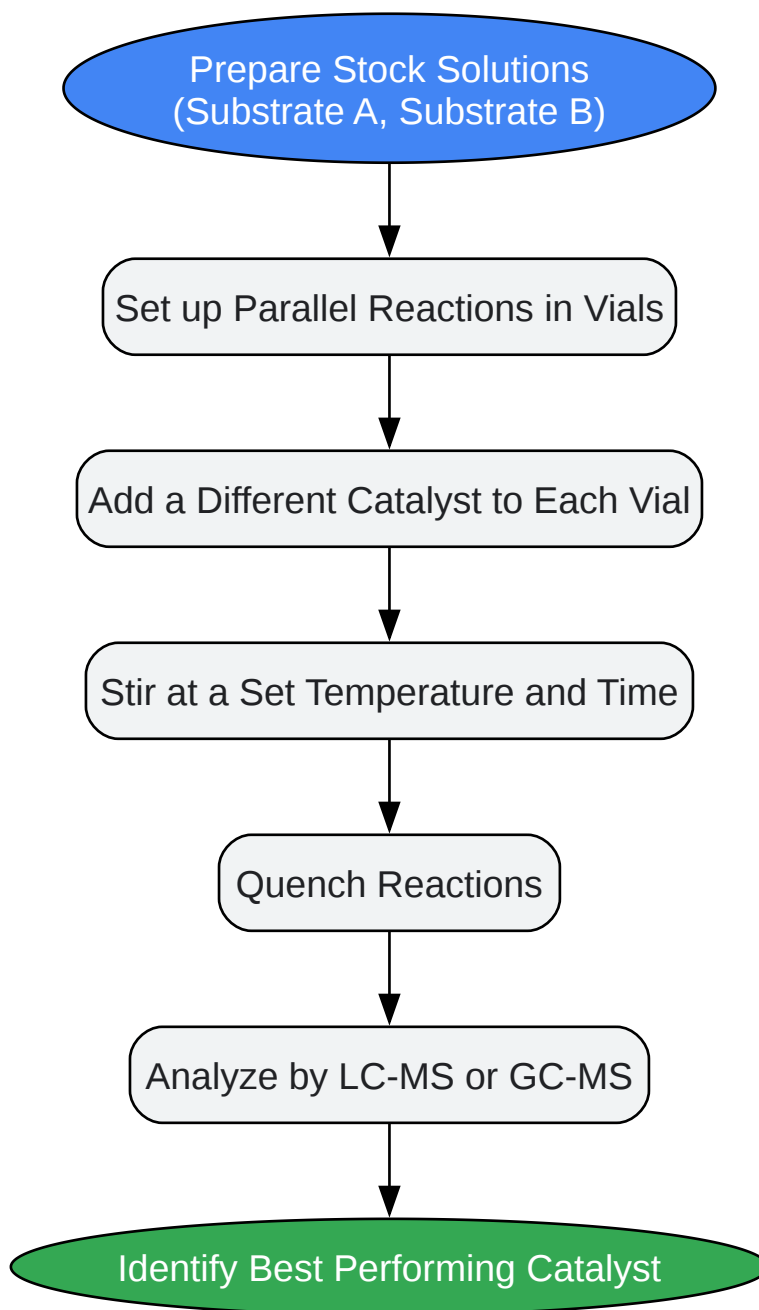 Prepare Stock Solutions
(Substrate A, Substrate B)
Set up Parallel Reactions in Vials
Add a Different Catalyst to Each Vial
Stir at a Set Temperature and Time
Quench Reactions
Analyze by LC-MS or GC-MS
Identify Best Performing Catalyst